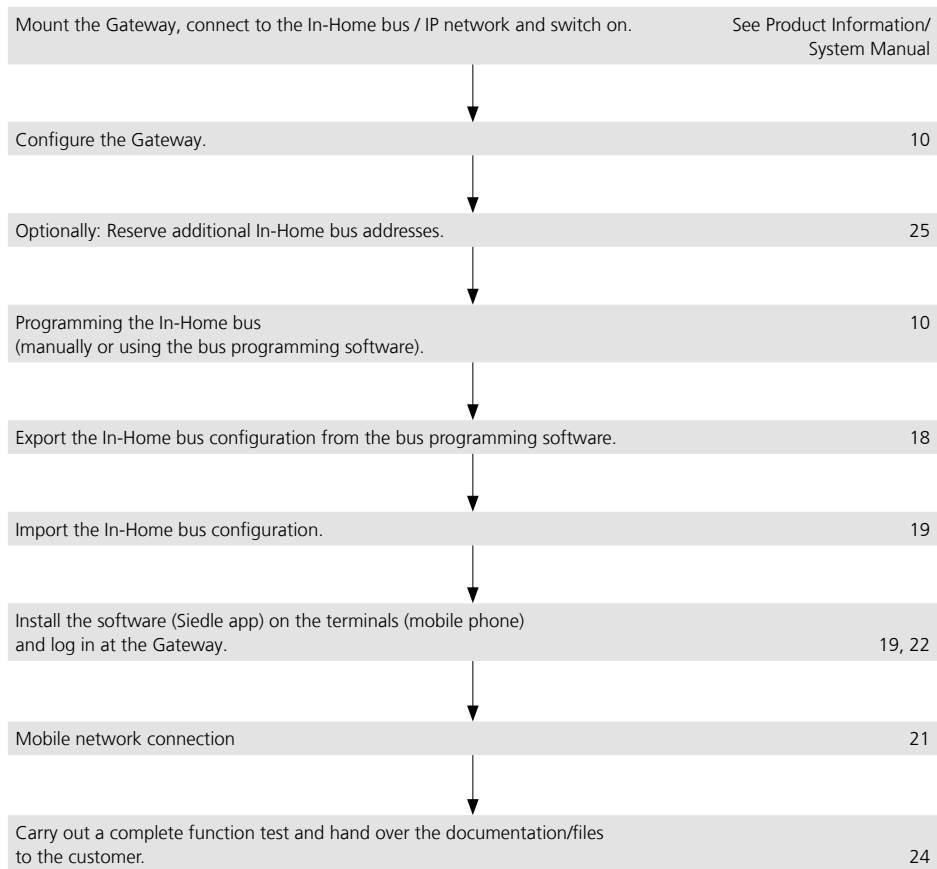 Mount the Gateway, connect to the In-Home bus / IP network and switch on. See Product Information/
System Manual
Configure the Gateway. 10
Optionally: Reserve additional In-Home bus addresses. 25
Programming the In-Home bus 10
(manually or using the bus programming software).
Export the In-Home bus configuration from the bus programming software. 18
Import the In-Home bus configuration. 19
Install the software (Siedle app) on the terminals (mobile phone)
and log in at the Gateway. 19, 22
Mobile network connection 21
Carry out a complete function test and hand over the documentation/files
to the customer. 24